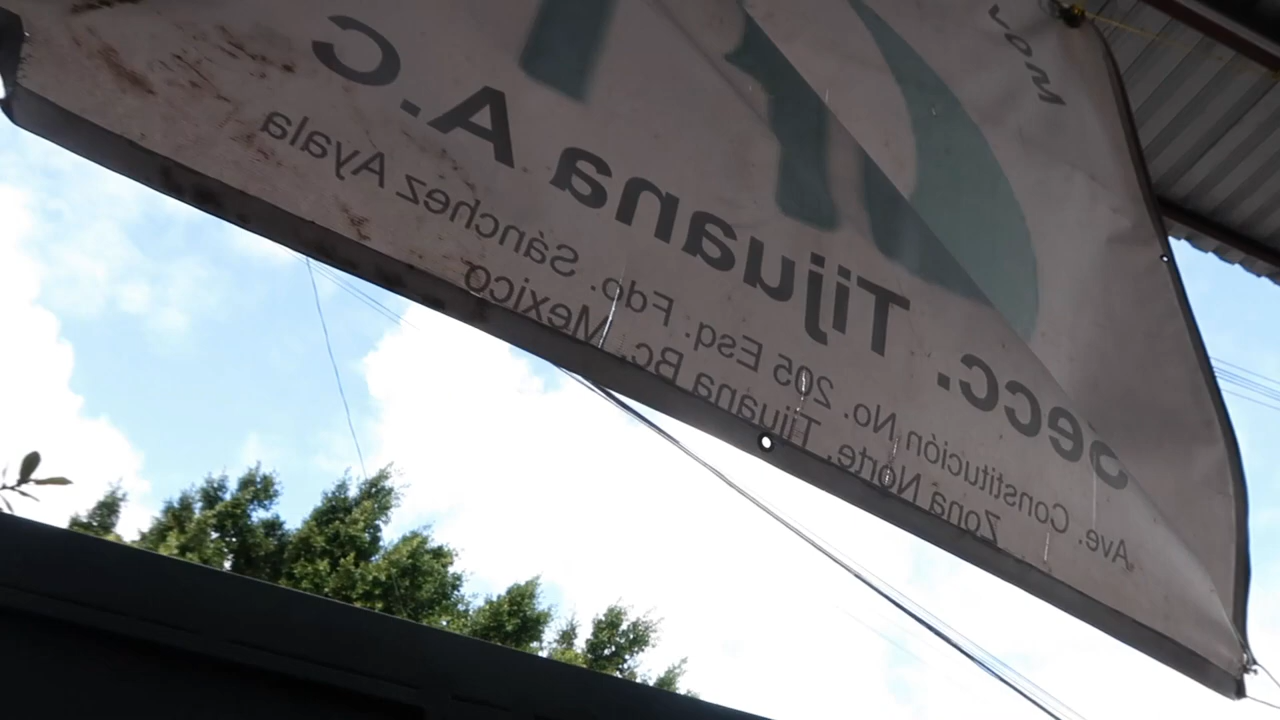 Secc. Tijuana A.C
Ave. Constitución No. 205 Esq. Fdo. Sánchez Ayala
Zona Norte, Tijuana Bc. Mexico